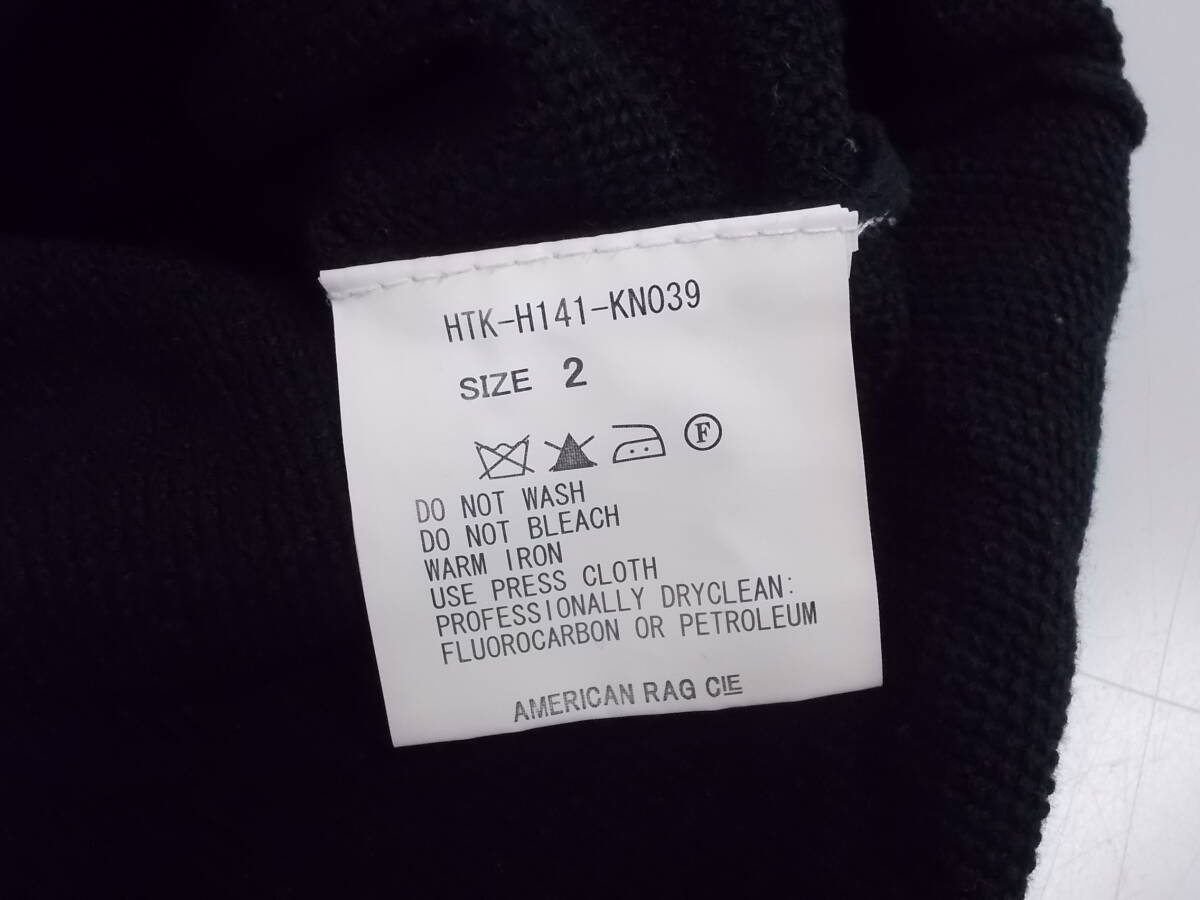 HTK-H141-KN039
SIZE 2
F
DO NOT WASH
DO NOT BLEACH
WARM IRON
USE PRESS CLOTH
PROFESSIONALLY DRYCLEAN:
FLUOROCARBON OR PETROLEUM
AMERICAN RAG CIE